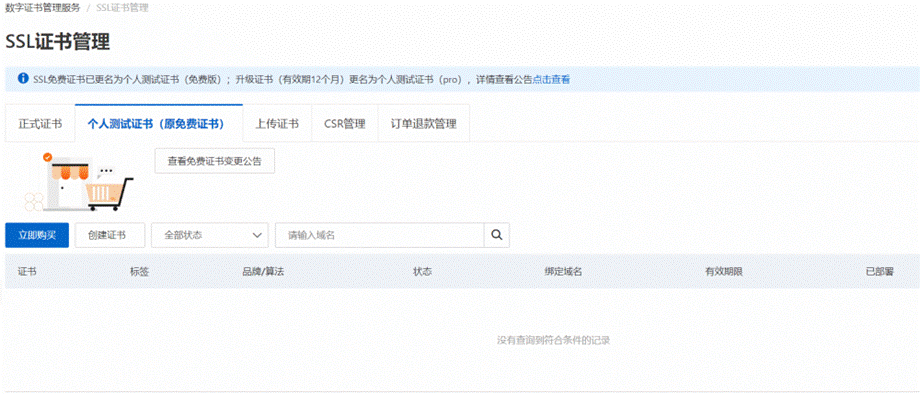 数字证书管理服务 / SSL证书管理
SSL证书管理
SSL免费证书已更名为个人测试证书（免费版）；升级证书（有效期12个月）更名为个人测试证书（pro），详情查看公告点击查看
正式证书 个人测试证书（原免费证书） 上传证书 CSR管理 订单退款管理
查看免费证书变更公告
立即购买 创建证书 全部状态 请输入域名
证书 标签 品牌/算法 状态 绑定域名 有效期限 已部署
没有查询到符合条件的记录